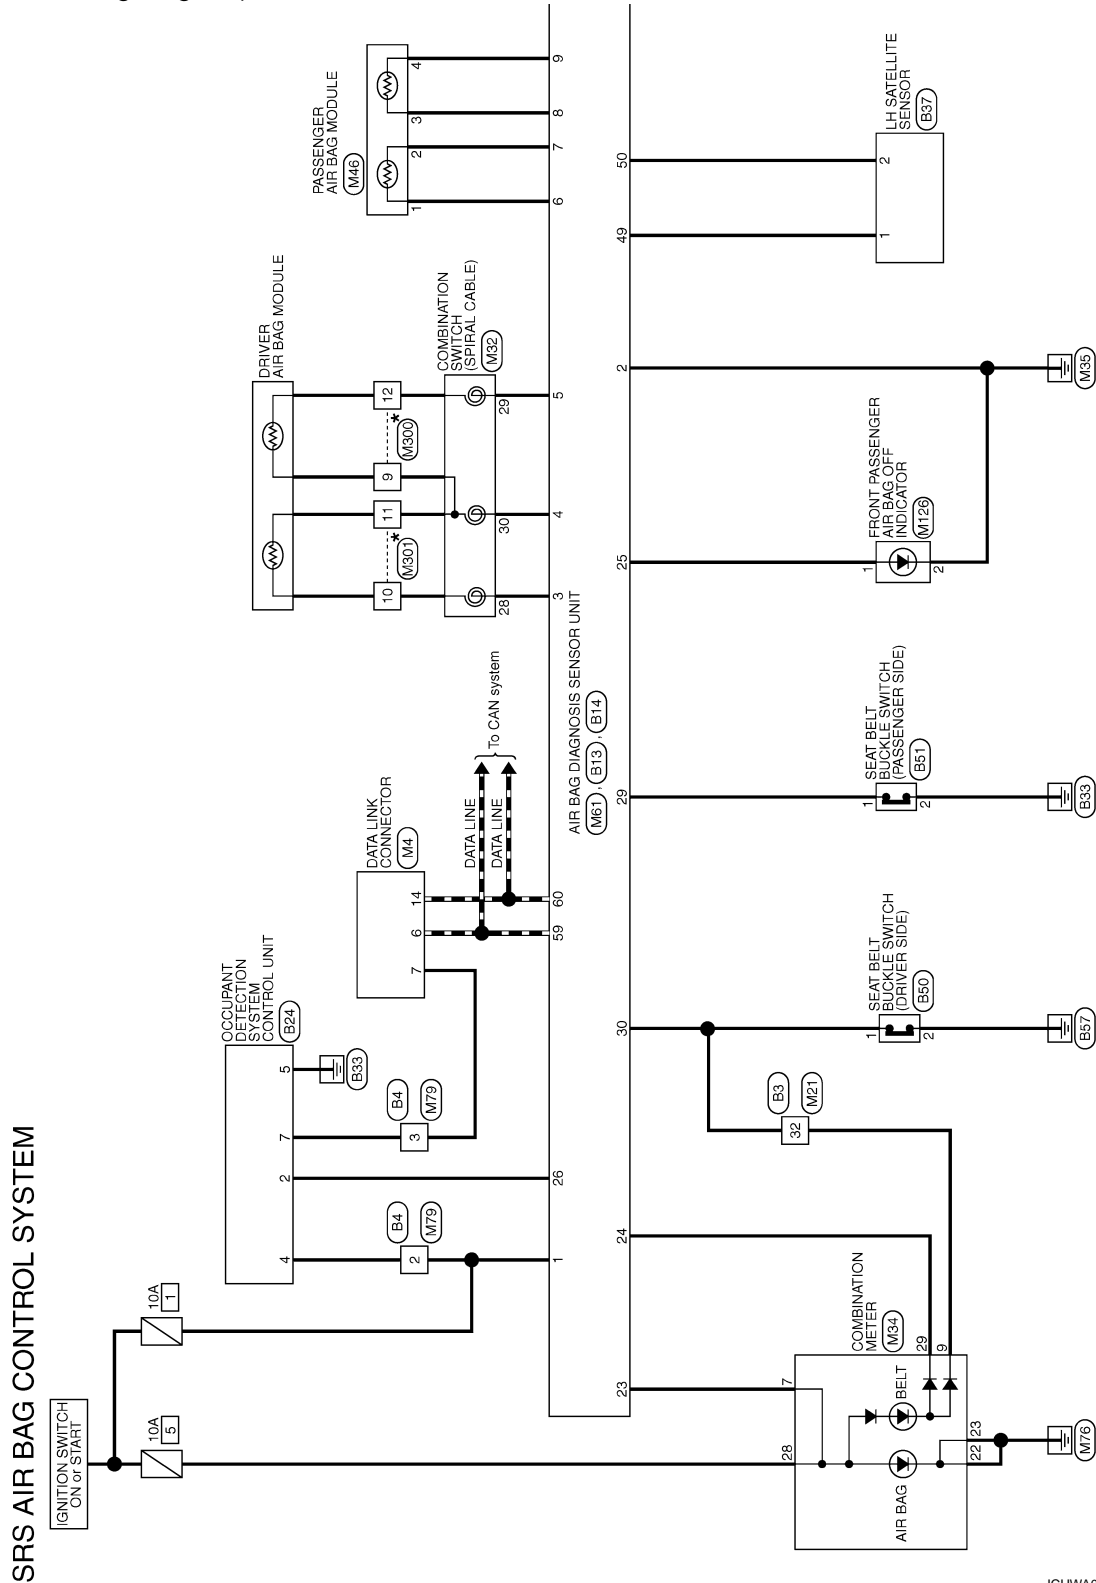 SRS AIR BAG CONTROL SYSTEM
IGNITION SWITCH
ON or START
10A
5
10A
1
OCCUPANT
DETECTION
SYSTEM
CONTROL UNIT
B24
4
2
7
5
B33
B4
2
M79
B4
3
M79
DATA LINK
CONNECTOR
M4
7
6
14
DATA LINE
DATA LINE
To CAN system
DRIVER
AIR BAG MODULE
10
11
9
12
*
M301
*
M300
COMBINATION
SWITCH
(SPIRAL CABLE)
M32
28
30
29
PASSENGER
AIR BAG MODULE
M46
1
2
3
4
1
26
59
60
3
4
5
6
7
8
9
AIR BAG DIAGNOSIS SENSOR UNIT
M61 , B13 , B14
23
24
30
29
25
2
49
50
COMBINATION
METER
M34
28
7
29
9
AIR BAG
BELT
22
23
M76
B3
32
M21
SEAT BELT
BUCKLE SWITCH
(DRIVER SIDE)
B50
1
2
B57
SEAT BELT
BUCKLE SWITCH
(PASSENGER SIDE)
B51
1
2
B33
FRONT PASSENGER
AIR BAG OFF
INDICATOR
M126
1
2
M35
LH SATELLITE
SENSOR
B37
1
2